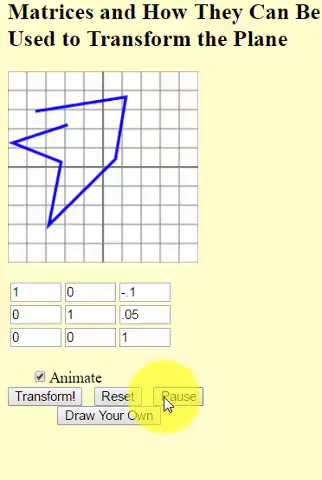 Matrices and How They Can Be
Used to Transform the Plane
1 0 -.1
0 1 .05
0 0 1
Animate
Transform! Reset Pause
Draw Your Own